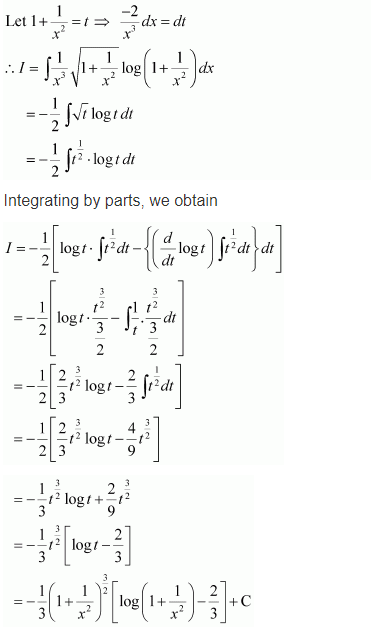 Let 1 + 1/x² = t ⇒ -2/x³ dx = dt
∴ I = ∫ 1/x³ √(1 + 1/x²) log(1 + 1/x²) dx
= -1/2 ∫ √t log t dt
= -1/2 ∫ t^(1/2) · log t dt
Integrating by parts, we obtain
I = -1/2 [log t · ∫ t^(1/2) dt - {(d/dt log t) ∫ t^(1/2) dt} dt]
= -1/2 [log t · t^(3/2)/(3/2) - ∫ 1/t · t^(3/2)/(3/2) dt]
= -1/2 [2/3 t^(3/2) log t - 2/3 ∫ t^(1/2) dt]
= -1/2 [2/3 t^(3/2) log t - 4/9 t^(3/2)]
= -1/3 t^(3/2) log t + 2/9 t^(3/2)
= -1/3 t^(3/2) [log t - 2/3]
= -1/3 (1 + 1/x²)^(3/2) [log(1 + 1/x²) - 2/3] + C